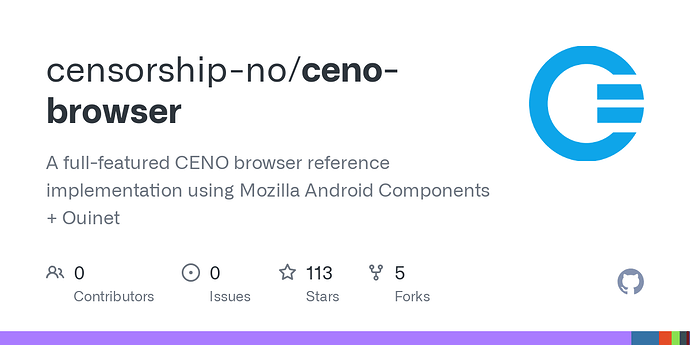 censorship-no/ceno-
browser
A full-featured CENO browser reference
implementation using Mozilla Android Components
+ Ouinet
0
Contributors
0
Issues
113
Stars
5
Forks